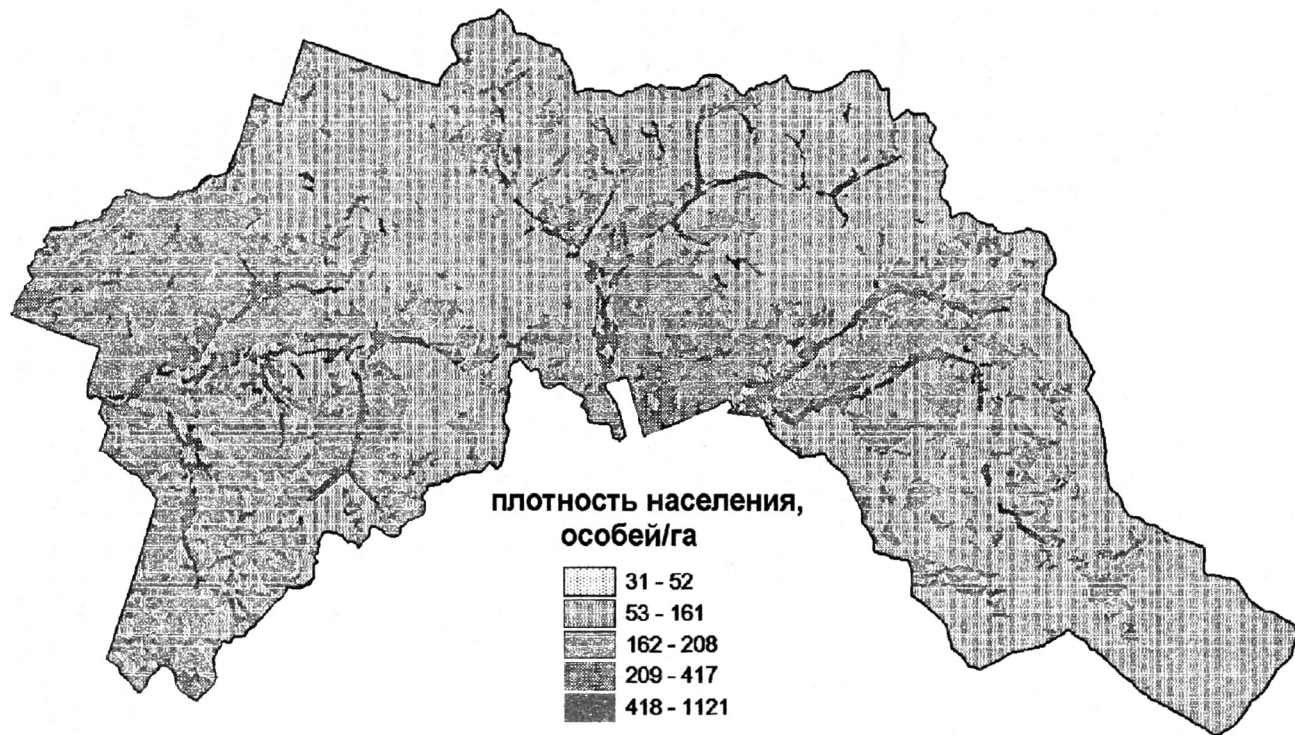 плотность населения,
особей/га
31 - 52
53 - 161
162 - 208
209 - 417
418 - 1121